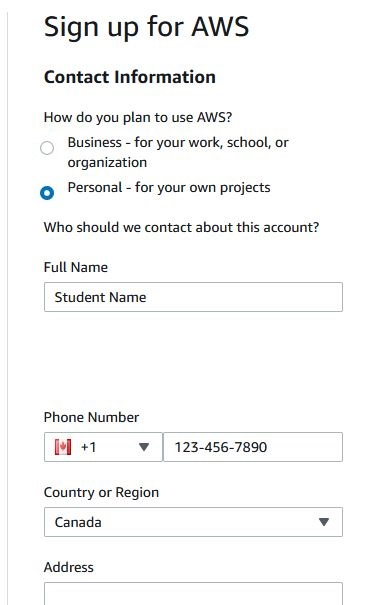 Sign up for AWS
Contact Information
How do you plan to use AWS?
Business - for your work, school, or
organization
Personal - for your own projects
Who should we contact about this account?
Full Name
Student Name
Phone Number
+1 123-456-7890
Country or Region
Canada
Address